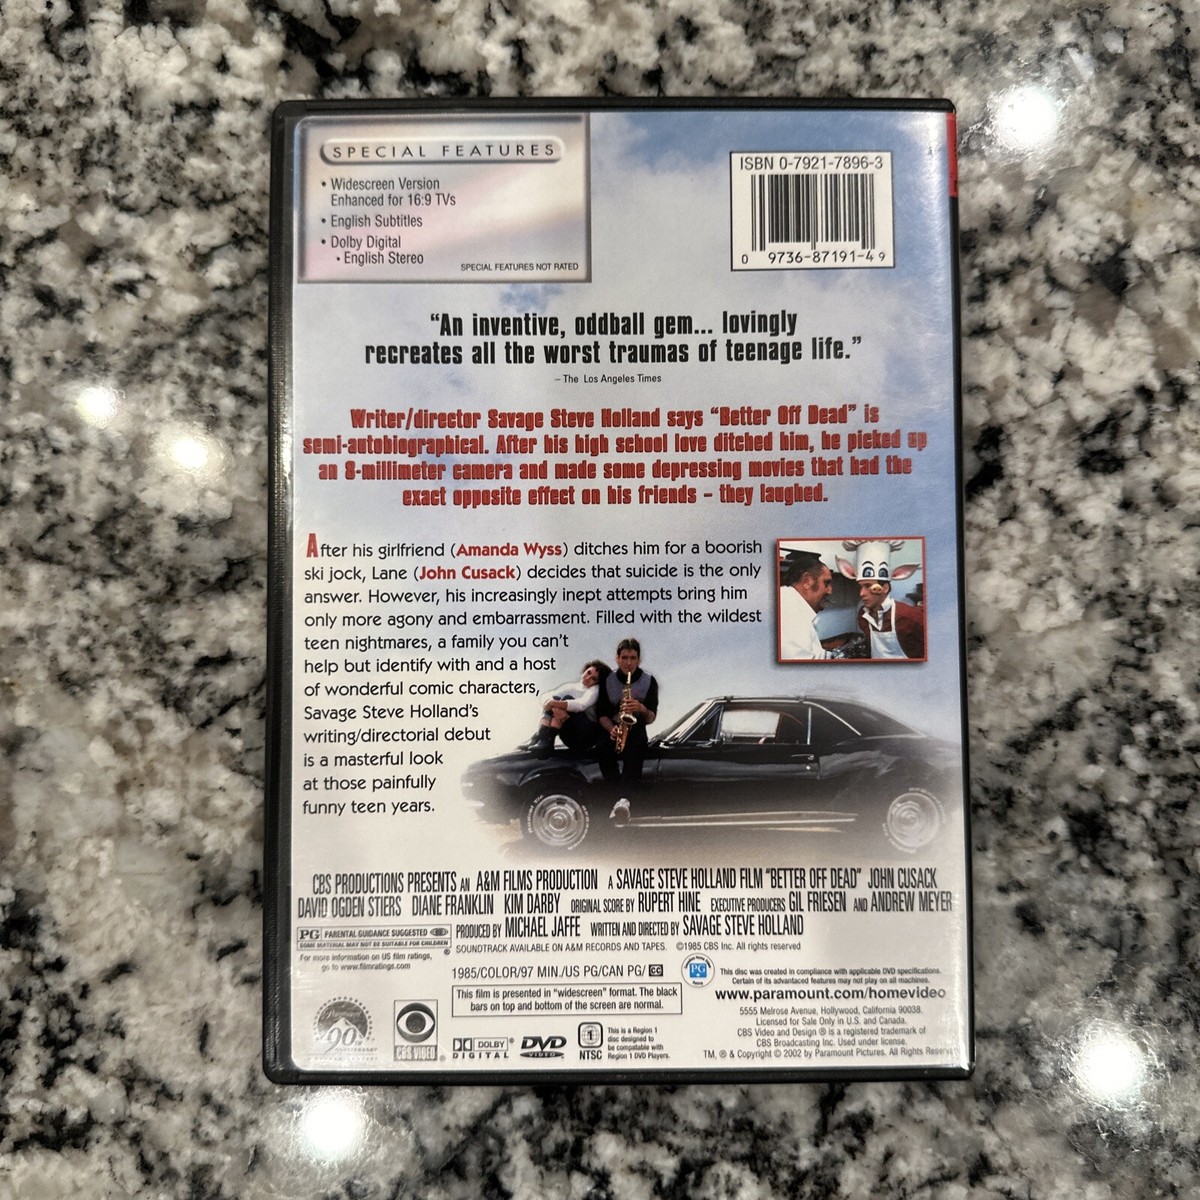 SPECIAL FEATURES
• Widescreen Version
Enhanced for 16:9 TVs
• English Subtitles
• Dolby Digital
• English Stereo
SPECIAL FEATURES NOT RATED
ISBN 0-7921-7896-3
0 9736-87191-4 9
“An inventive, oddball gem... lovingly
recreates all the worst traumas of teenage life.”
– The Los Angeles Times
Writer/director Savage Steve Holland says “Better Off Dead” is
semi-autobiographical. After his high school love ditched him, he picked up
an 8-millimeter camera and made some depressing movies that had the
exact opposite effect on his friends – they laughed.
After his girlfriend (Amanda Wyss) ditches him for a boorish
ski jock, Lane (John Cusack) decides that suicide is the only
answer. However, his increasingly inept attempts bring him
only more agony and embarrassment. Filled with the wildest
teen nightmares, a family you can't
help but identify with and a host
of wonderful comic characters,
Savage Steve Holland's
writing/directorial debut
is a masterful look
at those painfully
funny teen years.
CBS PRODUCTIONS PRESENTS AN A&M FILMS PRODUCTION A SAVAGE STEVE HOLLAND FILM “BETTER OFF DEAD” JOHN CUSACK
DAVID OGDEN STIERS DIANE FRANKLIN KIM DARBY ORIGINAL SCORE BY RUPERT HINE EXECUTIVE PRODUCERS GIL FRIESEN AND ANDREW MEYER
PRODUCED BY MICHAEL JAFFE WRITTEN AND DIRECTED BY SAVAGE STEVE HOLLAND
PG PARENTAL GUIDANCE SUGGESTED
SOME MATERIAL MAY NOT BE SUITABLE FOR CHILDREN
For more information on US film ratings,
go to www.filmratings.com
SOUNDTRACK AVAILABLE ON A&M RECORDS AND TAPES. ©1985 CBS Inc. All rights reserved
1985/COLOR/97 MIN./US PG/CAN PG/ CC
PG
This film is presented in “widescreen” format. The black
bars on top and bottom of the screen are normal.
This disc was created in compliance with applicable DVD specifications.
Certain of its advanced features may not play on all machines.
www.paramount.com/homevideo
5555 Melrose Avenue, Hollywood, California 90038.
Licensed for Sale Only in U.S. and Canada.
CBS Video and Design ® is a registered trademark of
CBS Broadcasting Inc. Used under license.
TM, ® & Copyright © 2002 by Paramount Pictures. All Rights Reserved
Paramount
90
ANNIVERSARY
CBS VIDEO
DOLBY
DIGITAL
DVD
VIDEO
1
NTSC
This is a Region 1
disc designed to
be compatible with
Region 1 DVD Players.